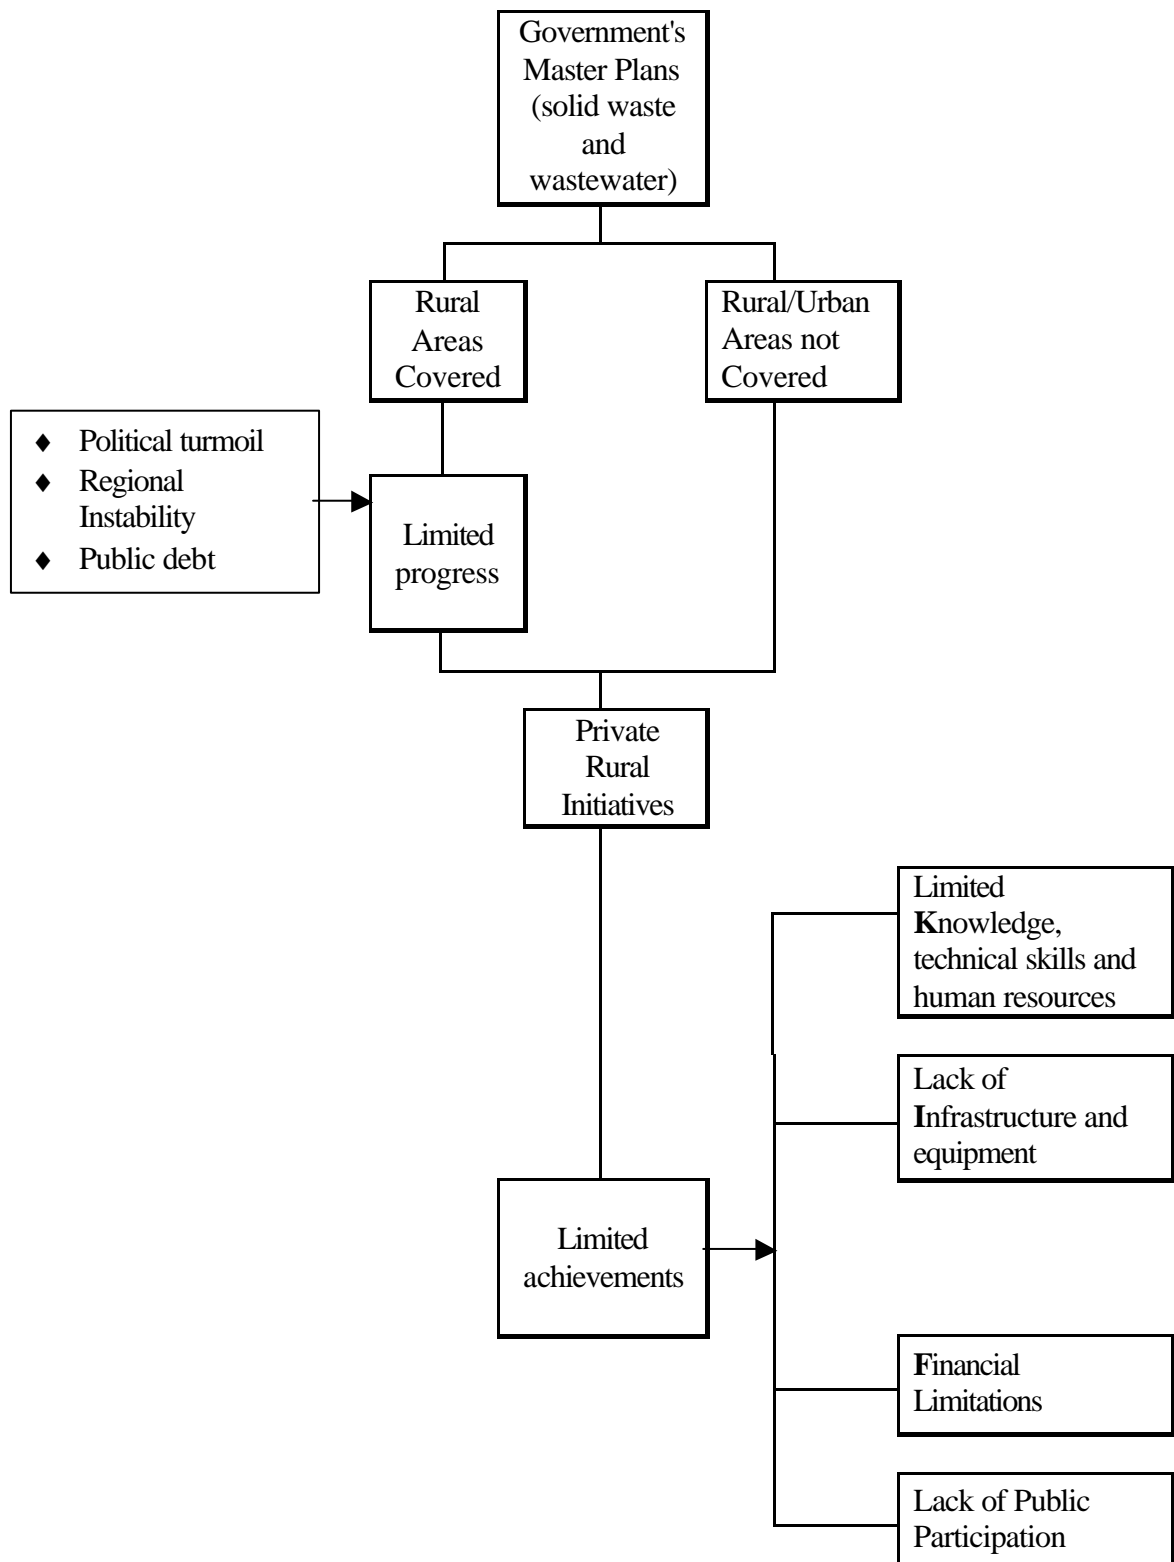 Government's
Master Plans
(solid waste
and
wastewater)
Rural
Areas
Covered
Rural/Urban
Areas not
Covered
♦ Political turmoil
♦ Regional
Instability
♦ Public debt
Limited
progress
Private
Rural
Initiatives
Limited
Knowledge,
technical skills and
human resources
Lack of
Infrastructure and
equipment
Limited
achievements
Financial
Limitations
Lack of Public
Participation